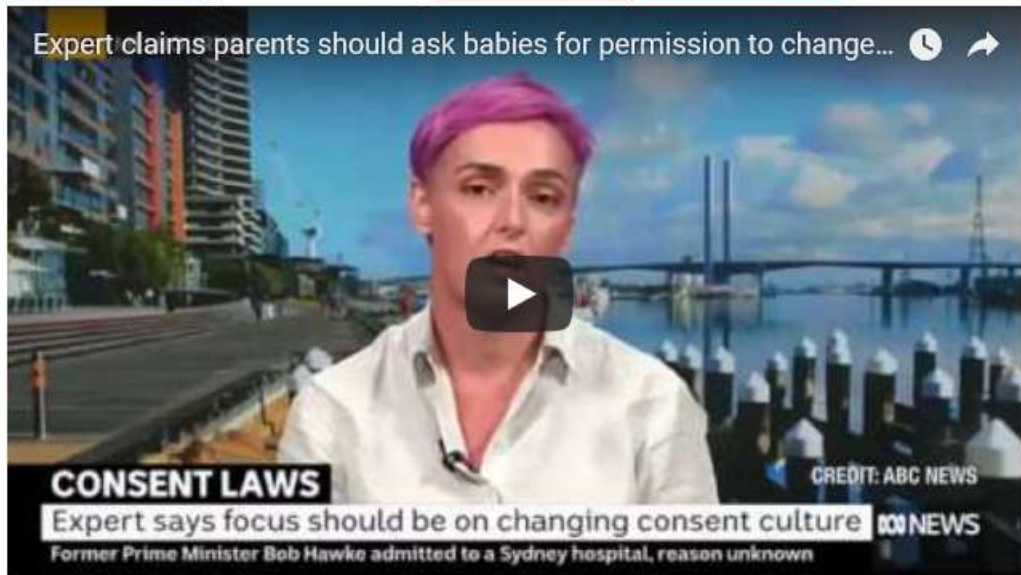 Expert claims parents should ask babies for permission to change...
CREDIT: ABC NEWS
CONSENT LAWS
Expert says focus should be on changing consent culture
NEWS
Former Prime Minister Bob Hawke admitted to a Sydney hospital, reason unknown